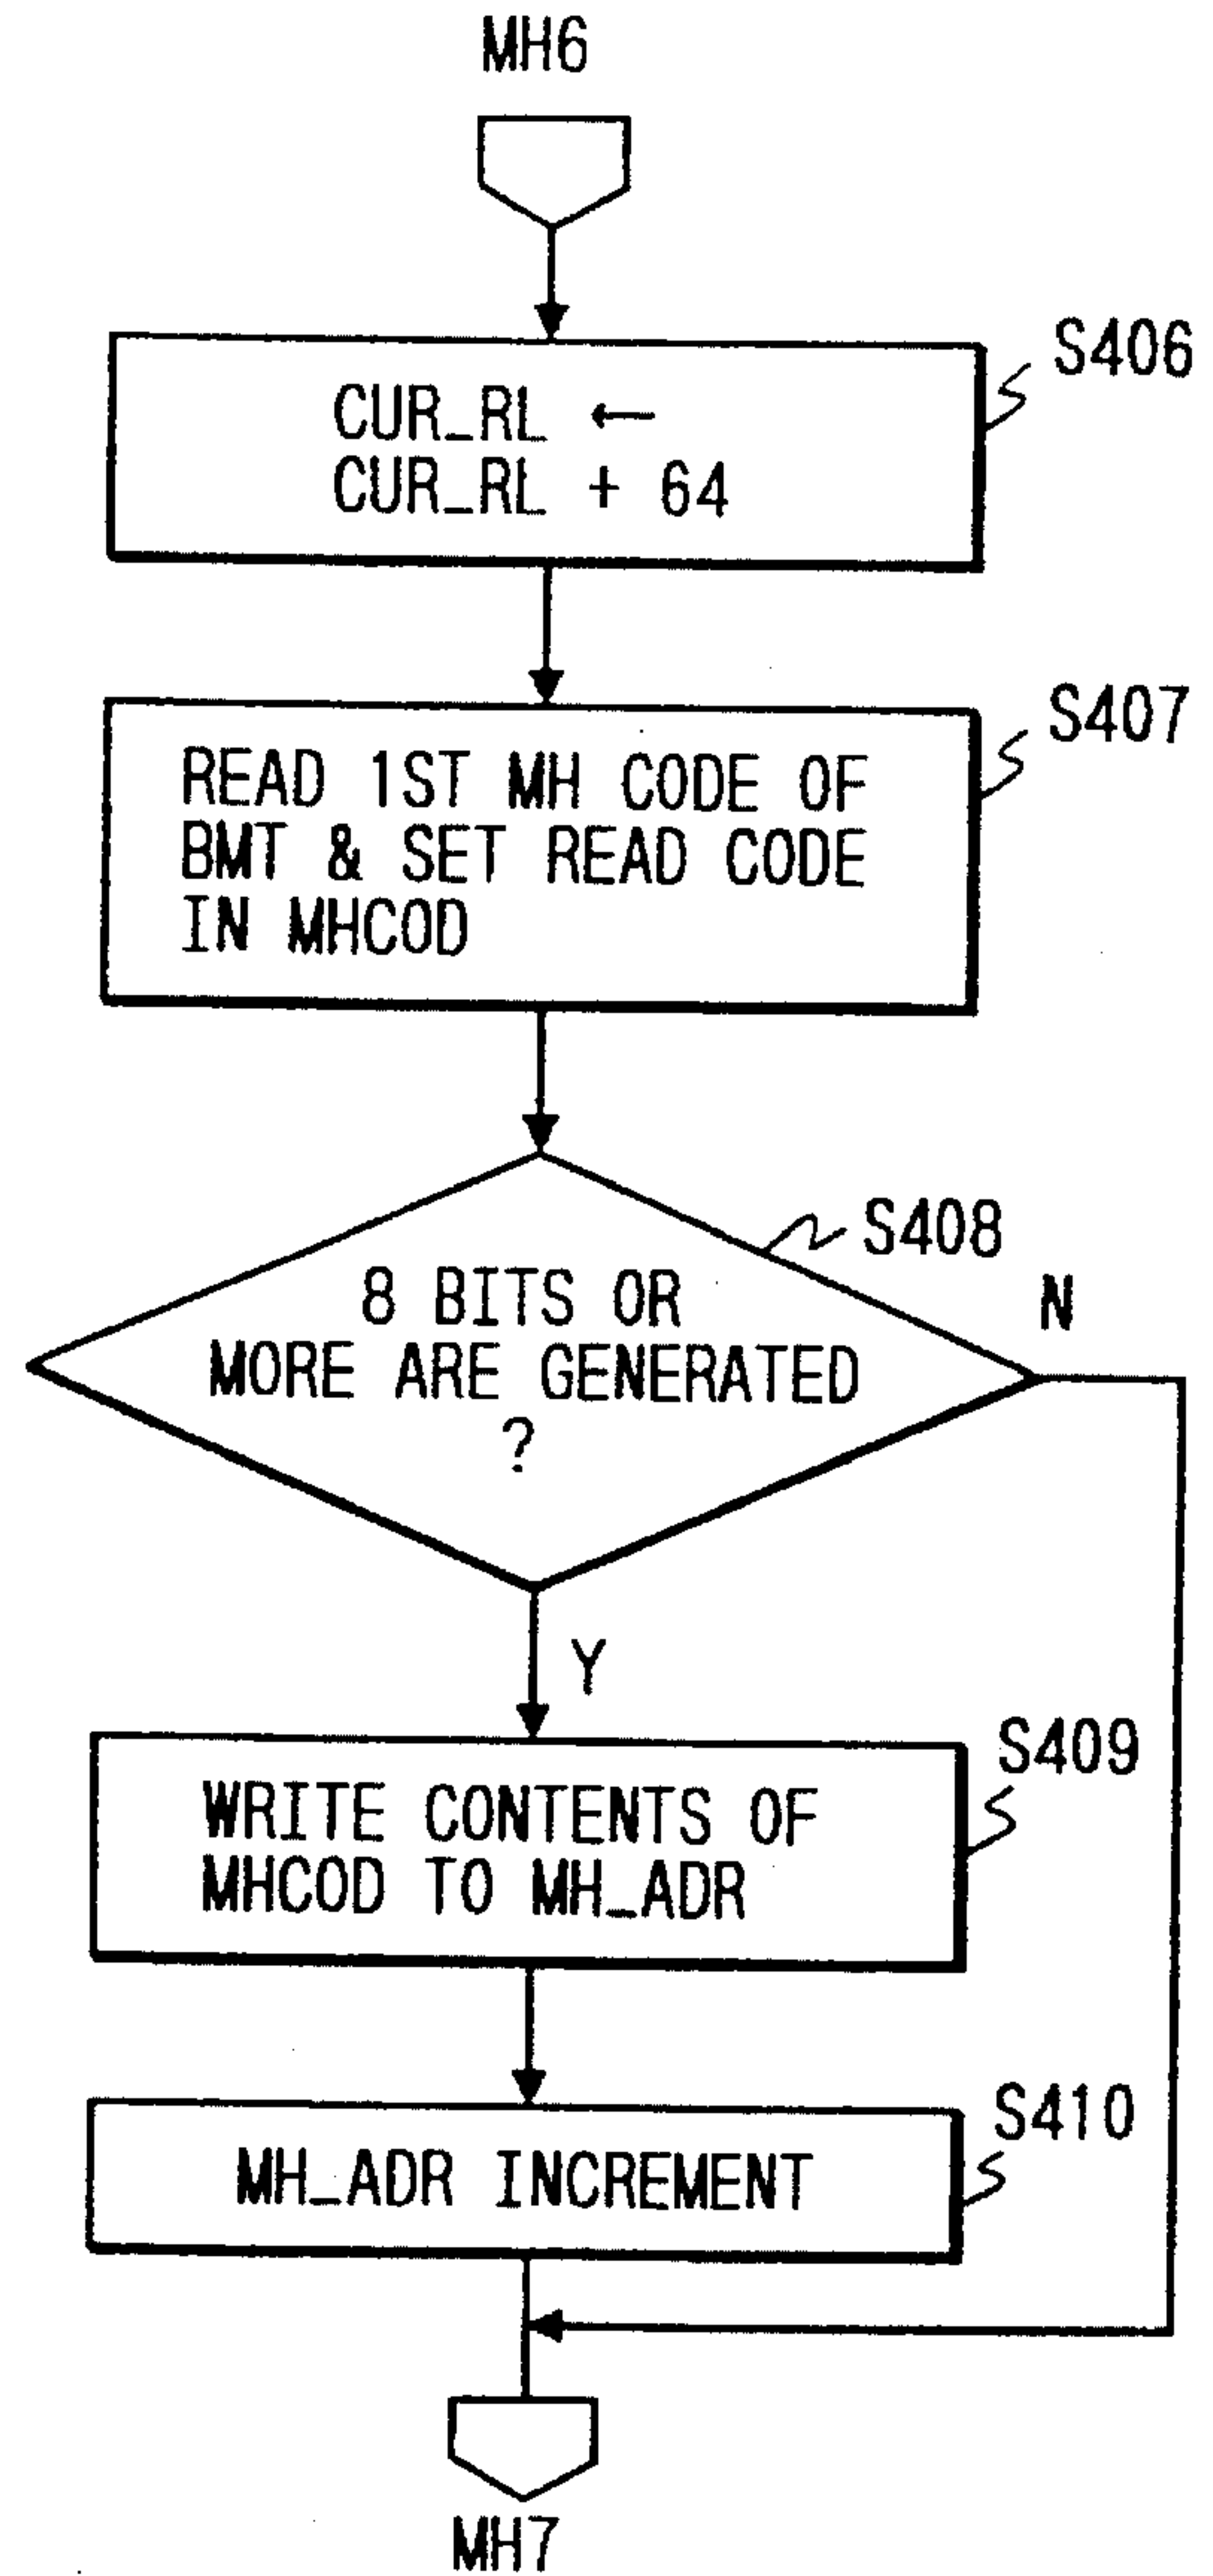 MH6
S406
CUR_RL ←
CUR_RL + 64
S407
READ 1ST MH CODE OF
BMT & SET READ CODE
IN MHCOD
S408
8 BITS OR
MORE ARE GENERATED
?
N
Y
S409
WRITE CONTENTS OF
MHCOD TO MH_ADR
S410
MH_ADR INCREMENT
MH7